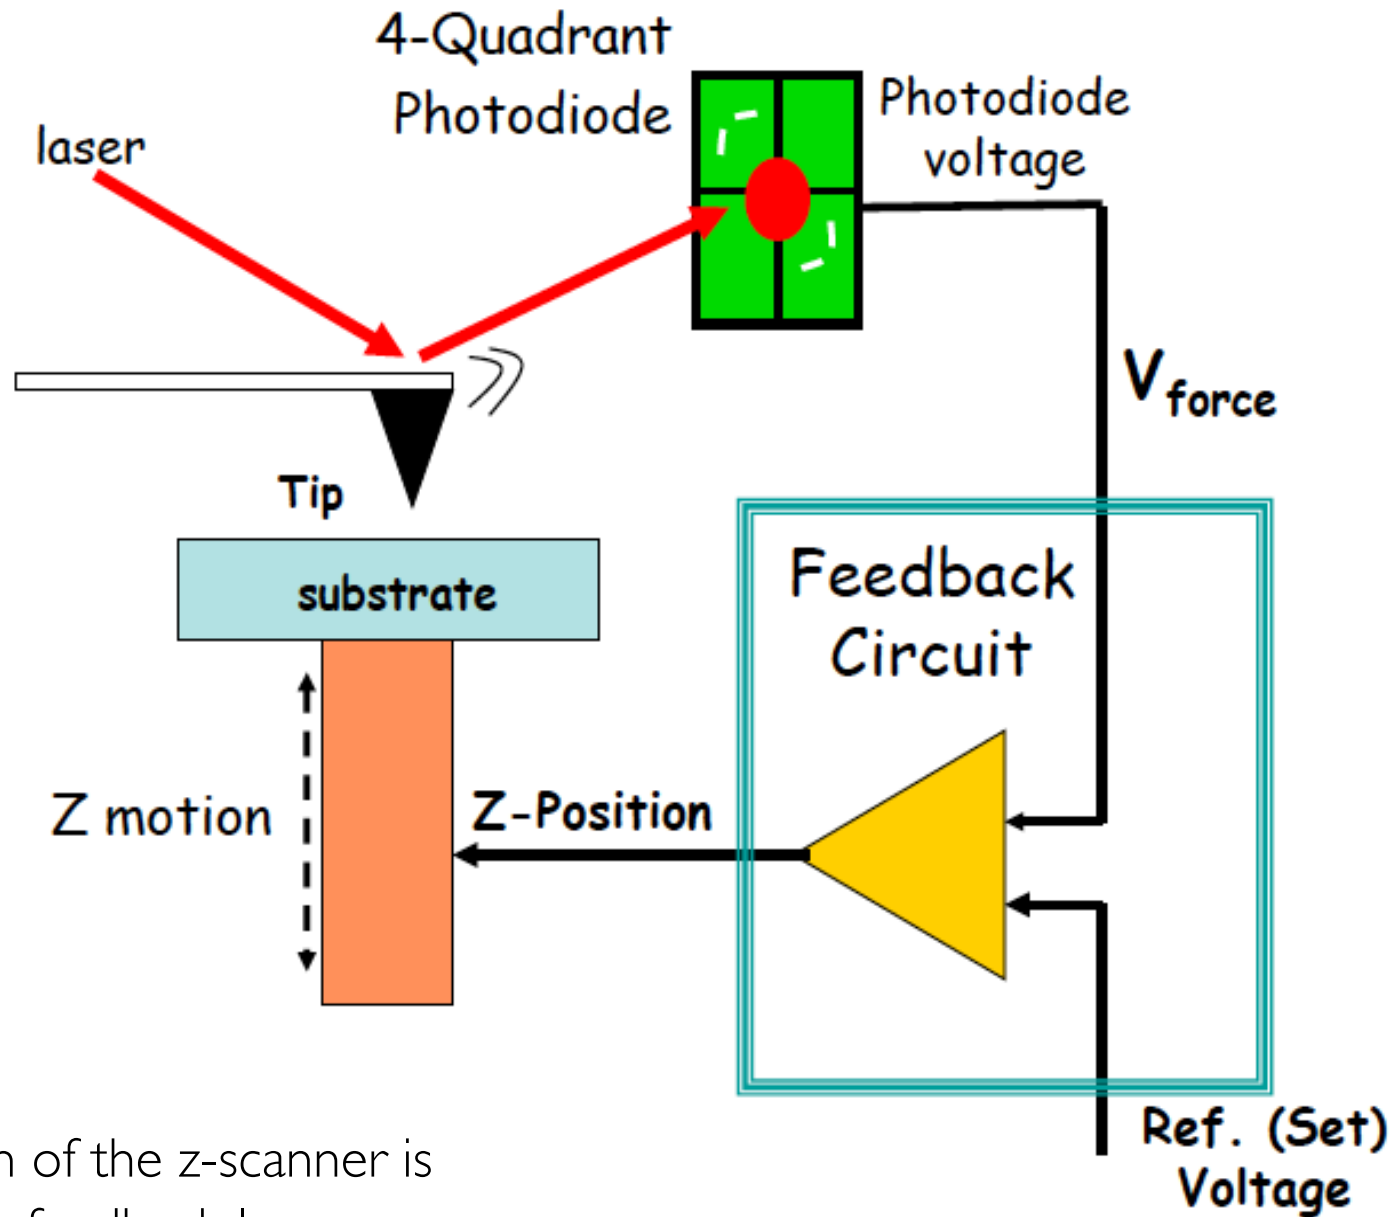 4-Quadrant
Photodiode
laser
Photodiode
voltage
V force
Tip
substrate
Feedback
Circuit
Z motion
Z-Position
Ref. (Set)
Voltage
of the z-scanner is